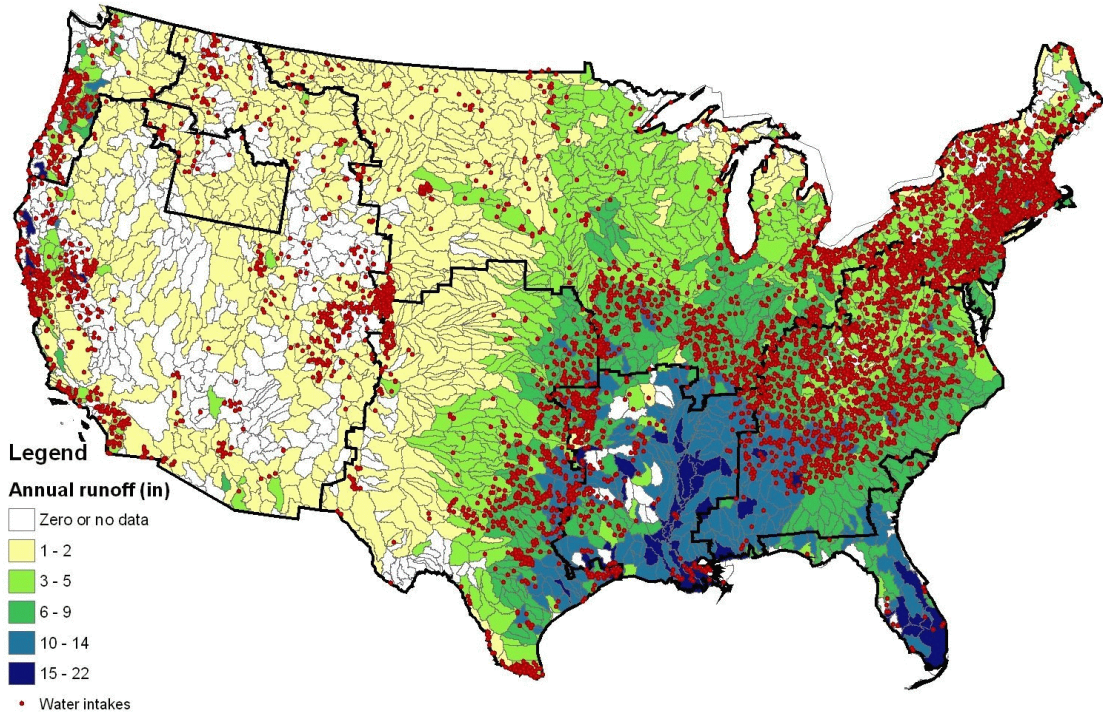 Legend
Annual runoff (in)
Zero or no data
1 - 2
3 - 5
6 - 9
10 - 14
15 - 22
Water intakes